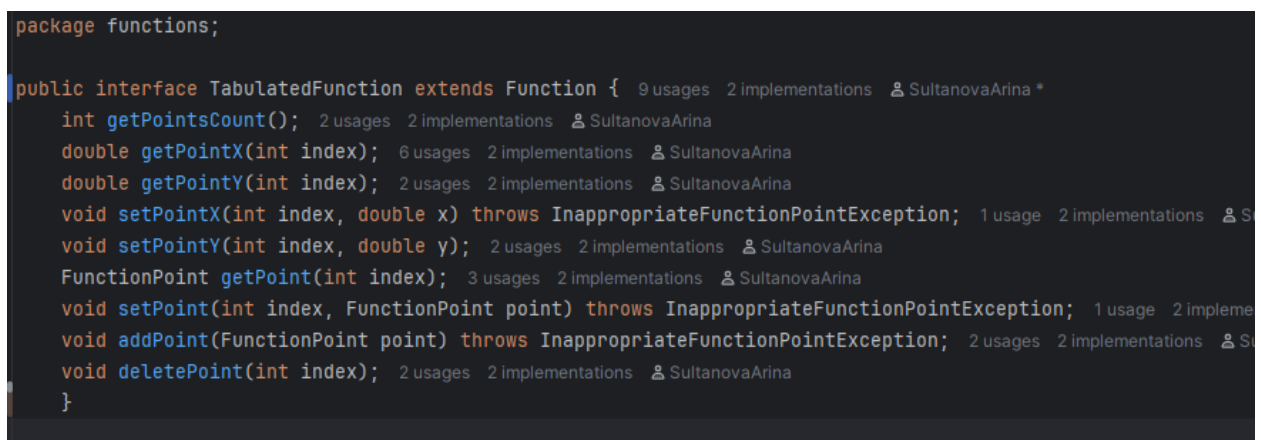 package functions;
public interface TabulatedFunction extends Function { 9 usages 2 implementations SultanovaArina *
int getPointsCount(); 2 usages 2 implementations SultanovaArina
double getPointX(int index); 6 usages 2 implementations SultanovaArina
double getPointY(int index); 2 usages 2 implementations SultanovaArina
void setPointX(int index, double x) throws InappropriateFunctionPointException; 1 usage 2 implementations
void setPointY(int index, double y); 2 usages 2 implementations SultanovaArina
FunctionPoint getPoint(int index); 3 usages 2 implementations SultanovaArina
void setPoint(int index, FunctionPoint point) throws InappropriateFunctionPointException; 1 usage 2 impleme
void addPoint(FunctionPoint point) throws InappropriateFunctionPointException; 2 usages 2 implementations
void deletePoint(int index); 2 usages 2 implementations SultanovaArina
}